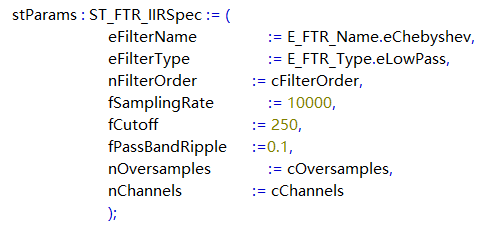 stParams : ST_FTR_IIRSpec := (
eFilterName := E_FTR_Name.eChebyshev,
eFilterType := E_FTR_Type.eLowPass,
nFilterOrder := cFilterOrder,
fSamplingRate := 10000,
fCutoff := 250,
fPassBandRipple :=0.1,
nOversamples := cOversamples,
nChannels := cChannels
);